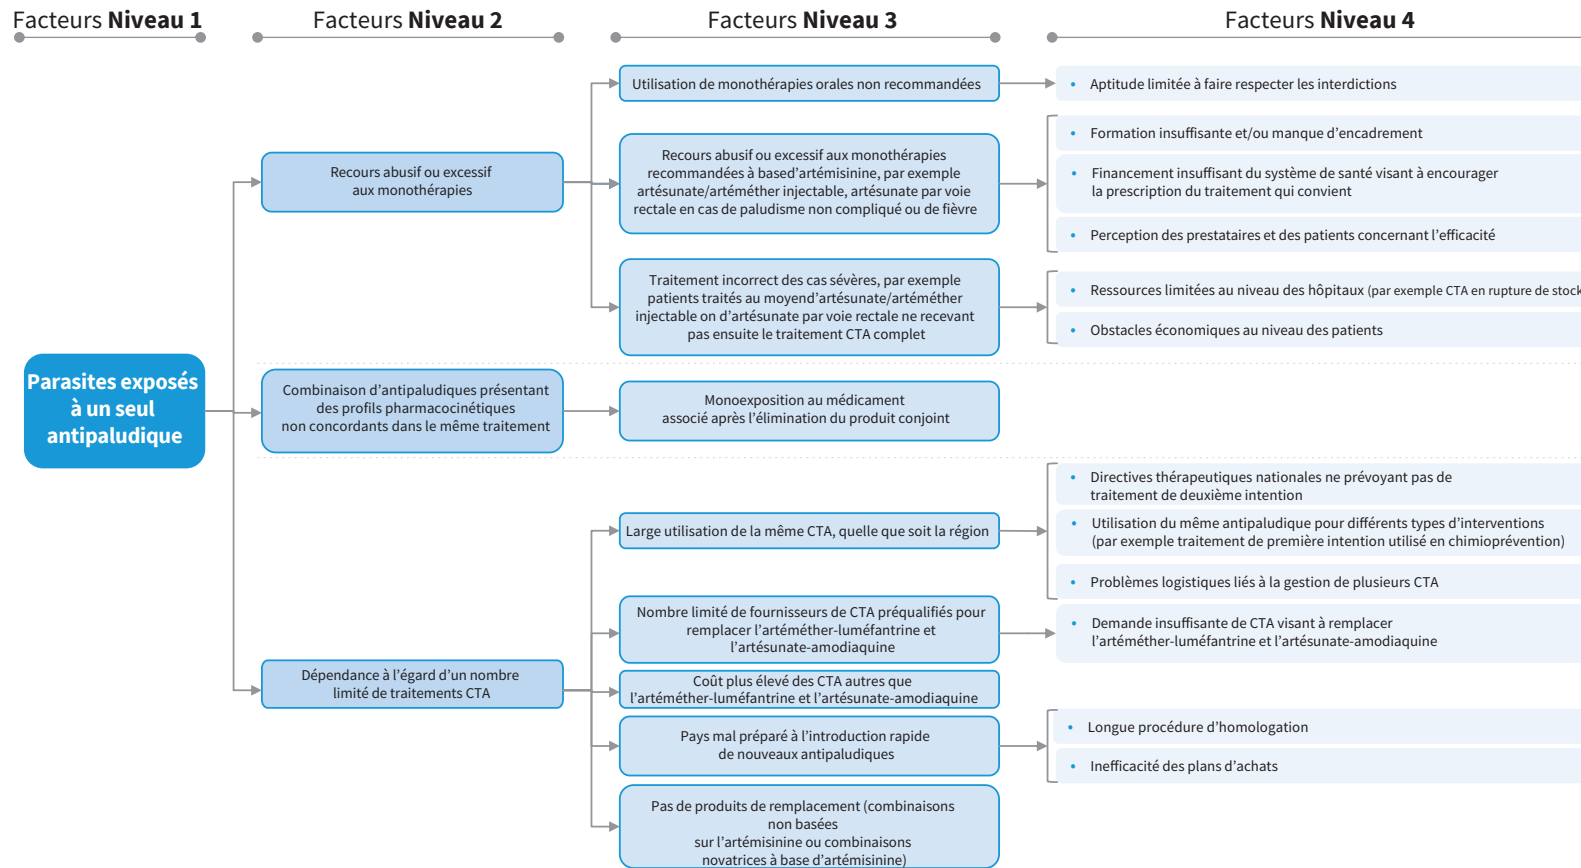 Facteurs Niveau 1
Facteurs Niveau 2
Facteurs Niveau 3
Facteurs Niveau 4
Parasites exposés
à un seul
antipaludique
Recours abusif ou excessif
aux monothérapies
Utilisation de monothérapies orales non recommandées
• Aptitude limitée à faire respecter les interdictions
Recours abusif ou excessif aux monothérapies
recommandées à based’artémisinine, par exemple
artésunate/artéméther injectable, artésunate par voie
rectale en cas de paludisme non compliqué ou de fièvre
• Formation insuffisante et/ou manque d’encadrement
• Financement insuffisant du système de santé visant à encourager
la prescription du traitement qui convient
• Perception des prestataires et des patients concernant l’efficacité
Traitement incorrect des cas sévères, par exemple
patients traités au moyend’artésunate/artéméther
injectable on d’artésunate par voie rectale ne recevant
pas ensuite le traitement CTA complet
• Ressources limitées au niveau des hôpitaux (par exemple CTA en rupture de stock
• Obstacles économiques au niveau des patients
Combinaison d’antipaludiques présentant
des profils pharmacocinétiques
non concordants dans le même traitement
Monoexposition au médicament
associé après l’élimination du produit conjoint
Dépendance à l’égard d’un nombre
limité de traitements CTA
Large utilisation de la même CTA, quelle que soit la région
• Directives thérapeutiques nationales ne prévoyant pas de
traitement de deuxième intention
• Utilisation du même antipaludique pour différents types d’interventions
(par exemple traitement de première intention utilisé en chimioprévention)
• Problèmes logistiques liés à la gestion de plusieurs CTA
Nombre limité de fournisseurs de CTA préqualifiés pour
remplacer l’artéméther-luméfantrine et
l’artésunate-amodiaquine
• Demande insuffisante de CTA visant à remplacer
l’artéméther-luméfantrine et l’artésunate-amodiaquine
Coût plus élevé des CTA autres que
l’artéméther-luméfantrine et l’artésunate-amodiaquine
Pays mal préparé à l’introduction rapide
de nouveaux antipaludiques
• Longue procédure d’homologation
• Inefficacité des plans d’achats
Pas de produits de remplacement (combinaisons
non basées
sur l’artémisinine ou combinaisons
novatrices à base d’artémisinine)